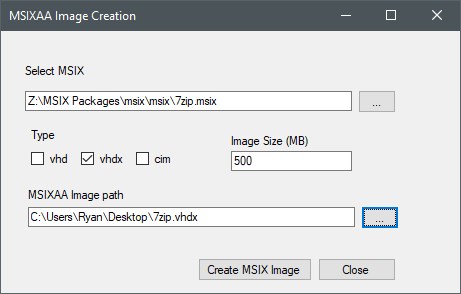 MSIXAA Image Creation
Select MSIX
Z:\MSIX Packages\msix\msix\7zip.msix
...
Type
Image Size (MB)
vhd
vhdx
cim
500
MSIXAA Image path
C:\Users\Ryan\Desktop\7zip.vhdx
...
Create MSIX Image
Close